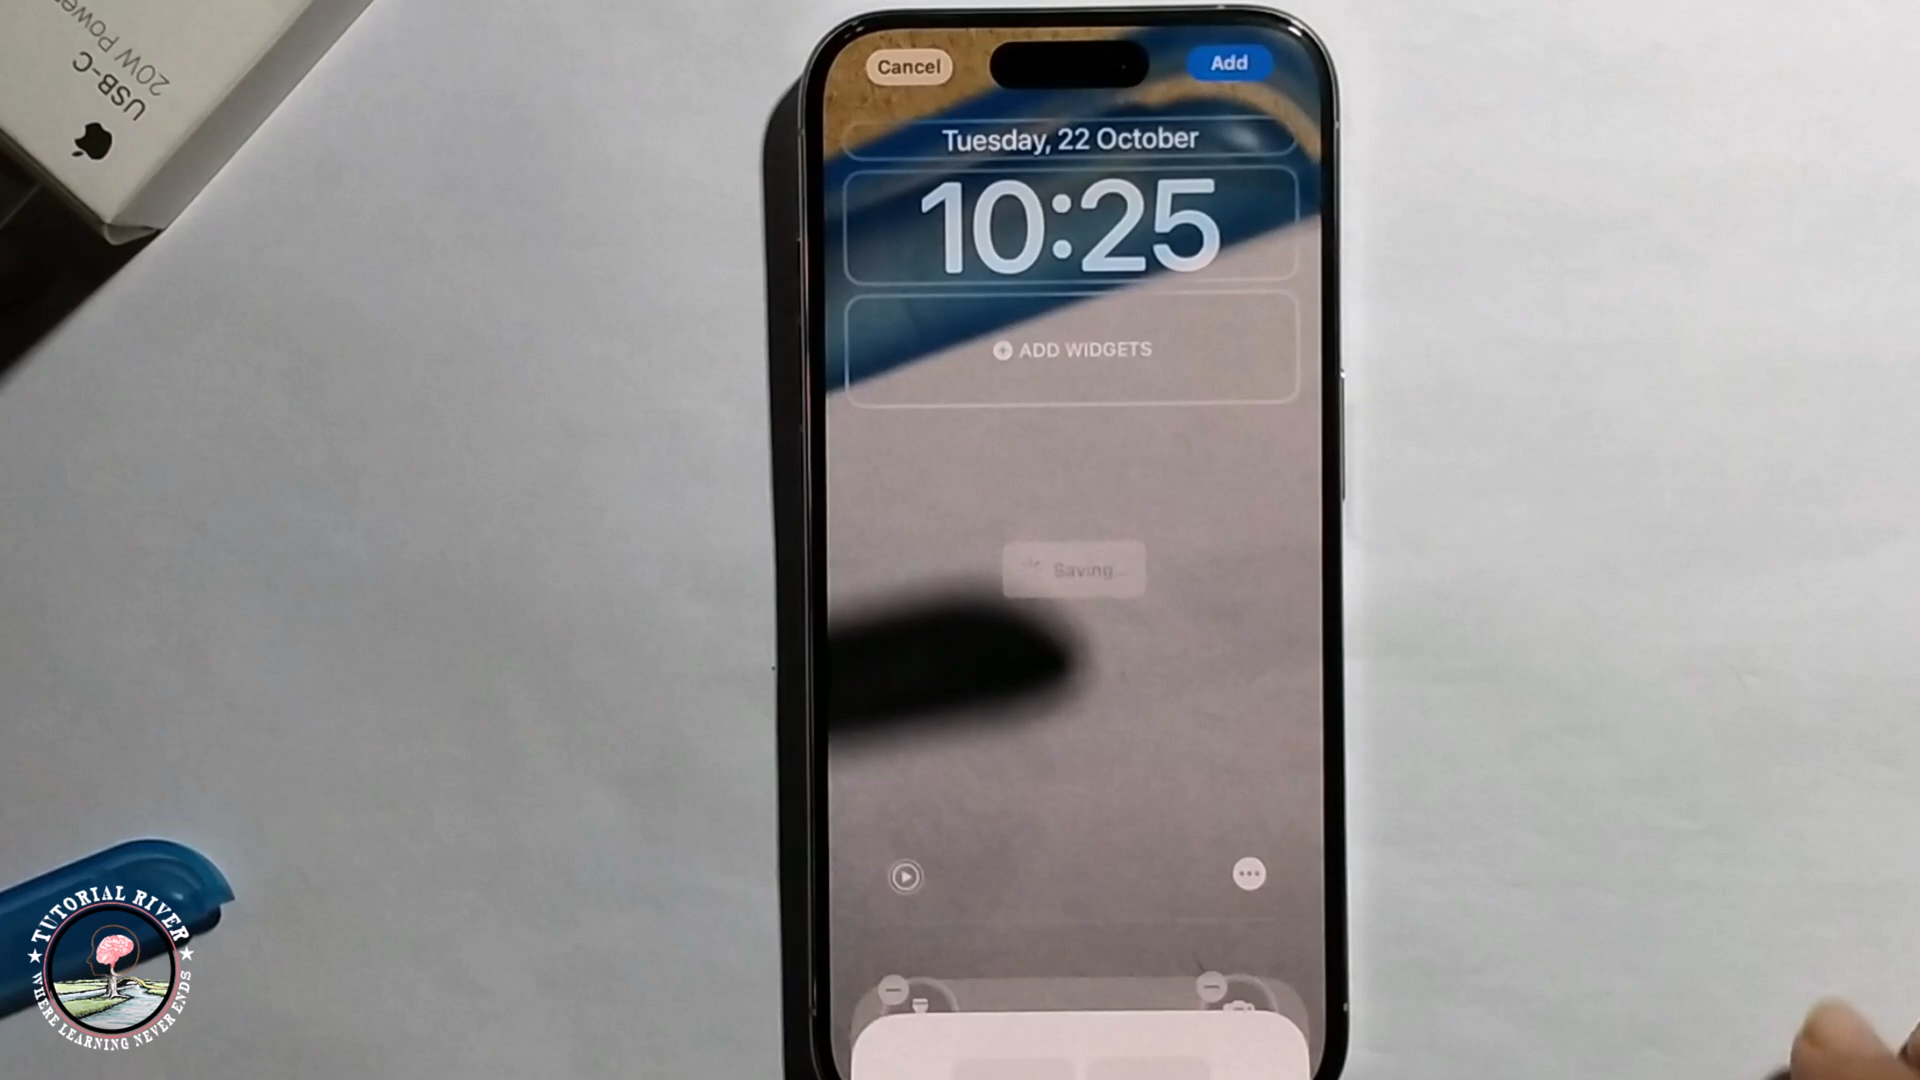 20W Power
USB-C
Cancel
Add
Tuesday, 22 October
10:25
ADD WIDGETS
Saving...
TUTORIAL RIVER
WHERE LEARNING NEVER ENDS